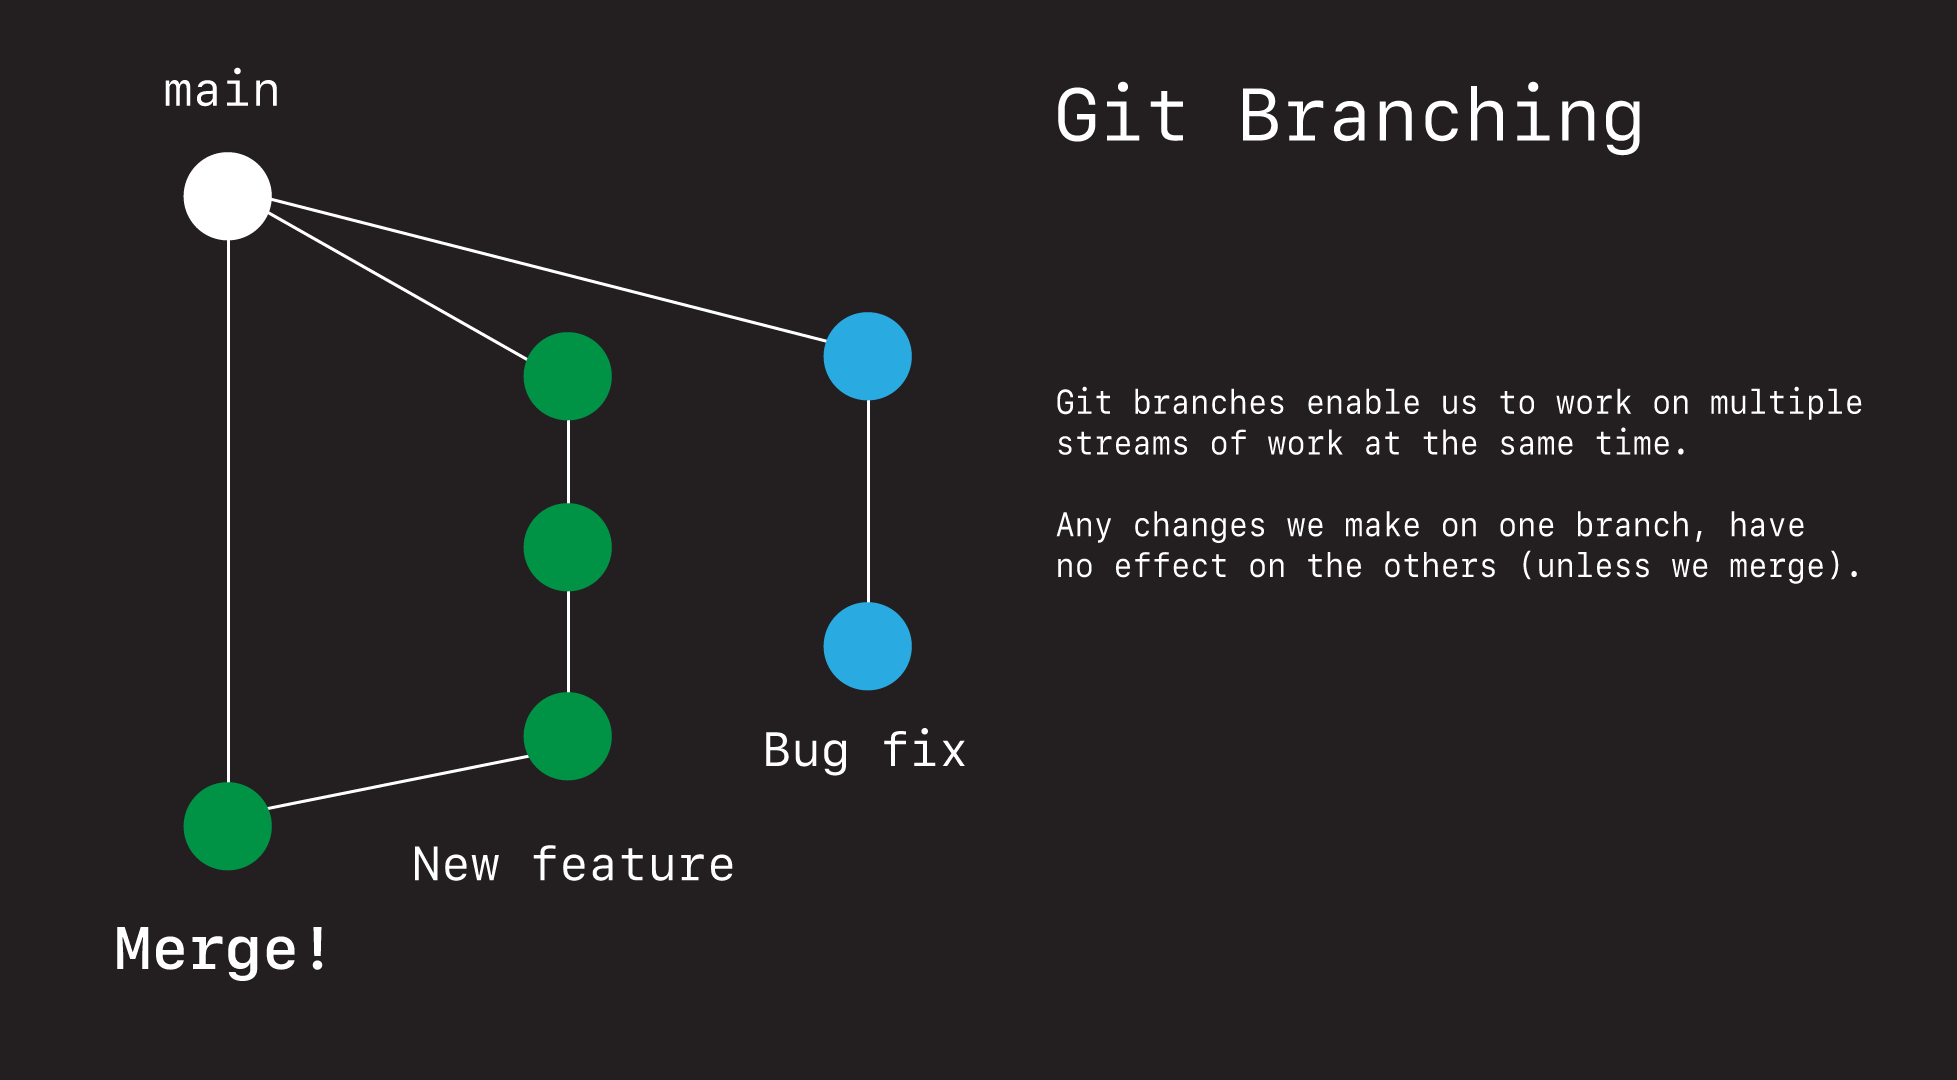 main
Git Branching
Git branches enable us to work on multiple
streams of work at the same time.
Any changes we make on one branch, have
no effect on the others (unless we merge).
Bug fix
New feature
Merge!